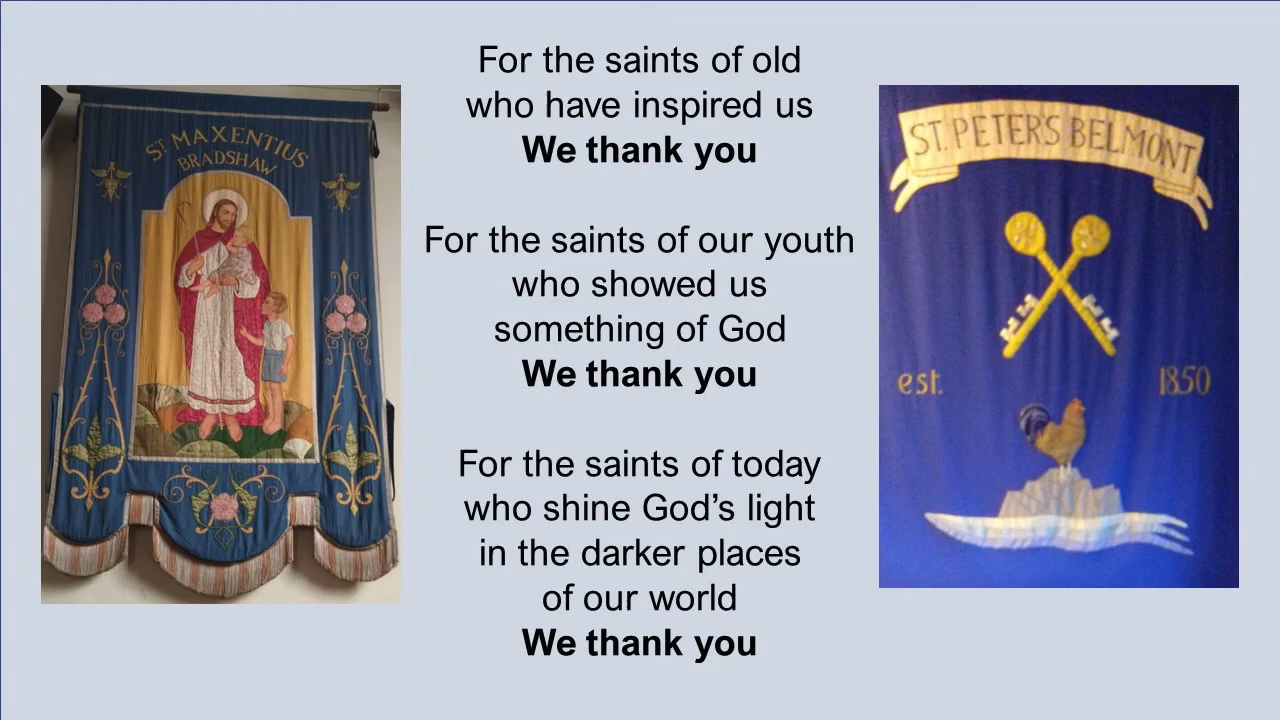 ST MAXENTIUS
BRADSHAW
For the saints of old
who have inspired us
We thank you
For the saints of our youth
who showed us
something of God
We thank you
For the saints of today
who shine God’s light
in the darker places
of our world
We thank you
ST. PETERS BELMONT
est. 1850